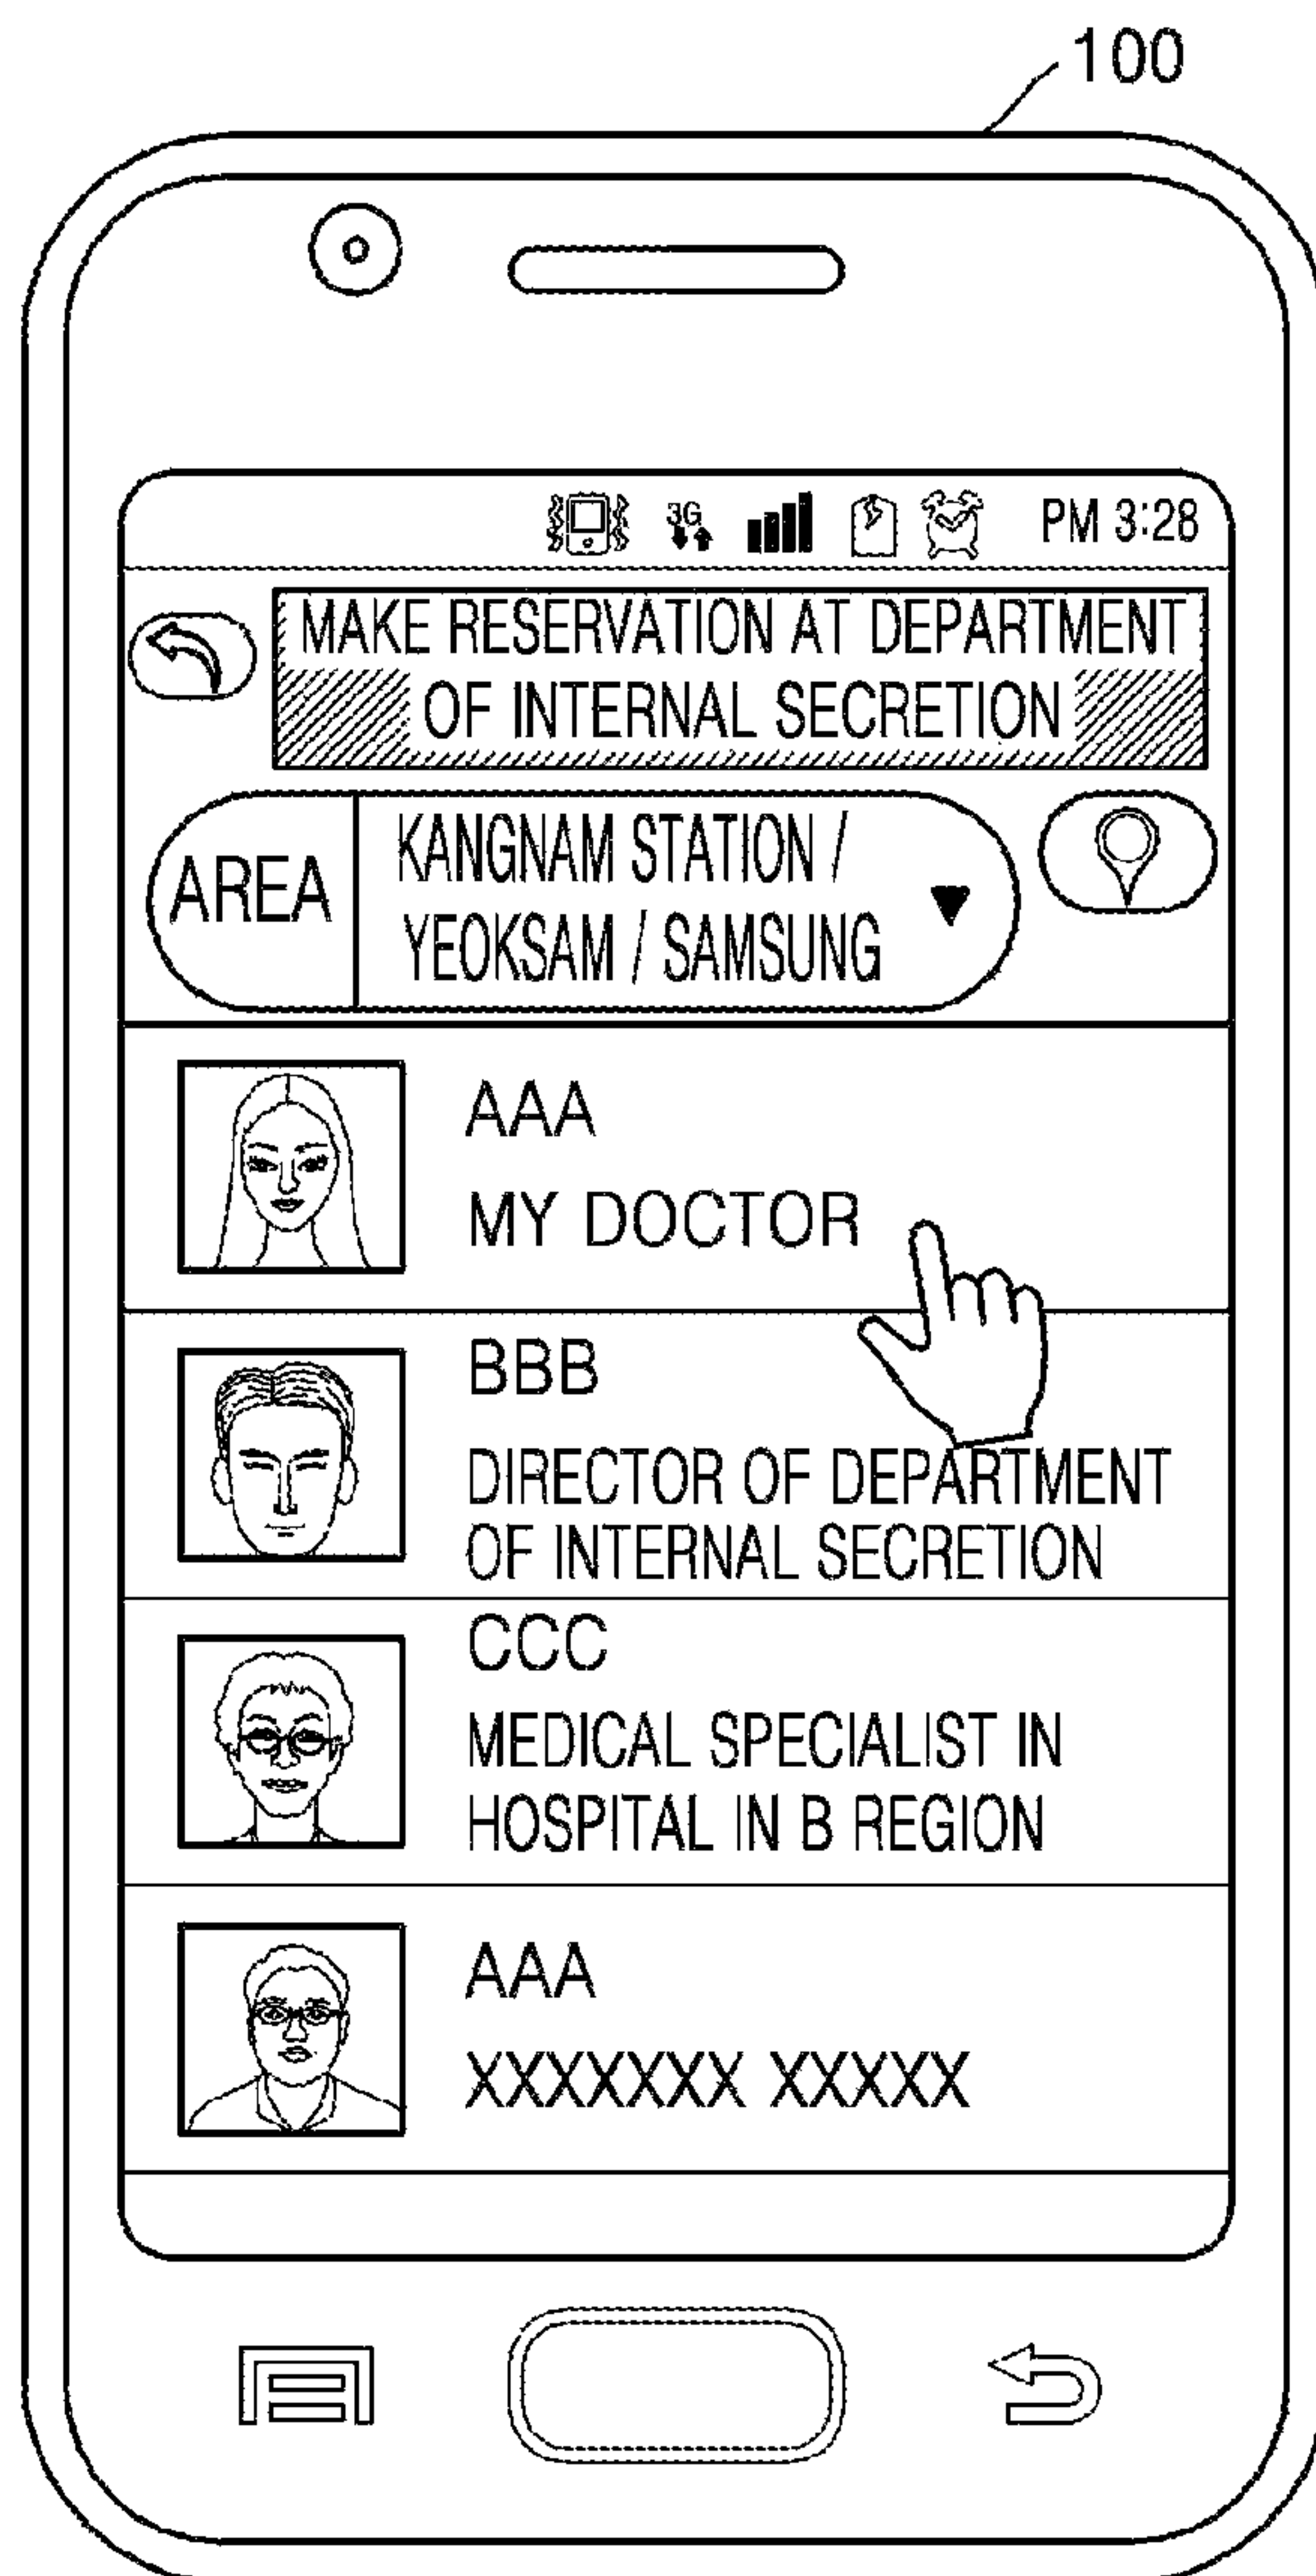 100
3G
PM 3:28
MAKE RESERVATION AT DEPARTMENT
OF INTERNAL SECRETION
AREA
KANGNAM STATION /
YEOKSAM / SAMSUNG
AAA
MY DOCTOR
BBB
DIRECTOR OF DEPARTMENT
OF INTERNAL SECRETION
CCC
MEDICAL SPECIALIST IN
HOSPITAL IN B REGION
AAA
XXXXXXX XXXXX